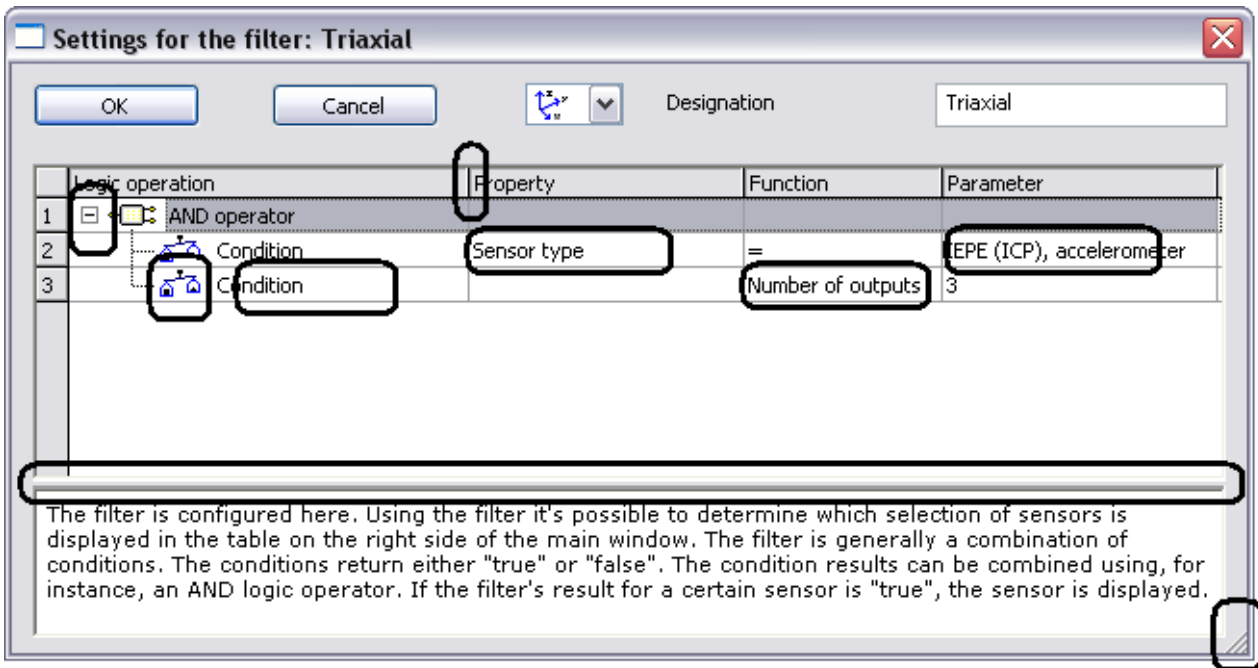 Settings for the filter: Triaxial
OK Cancel Designation Triaxial
Logic operation Property Function Parameter
1 AND operator
2 Condition Sensor type = IEPE (ICP), accelerometer
3 Condition Number of outputs 3
The filter is configured here. Using the filter it's possible to determine which selection of sensors is
displayed in the table on the right side of the main window. The filter is generally a combination of
conditions. The conditions return either "true" or "false". The condition results can be combined using, for
instance, an AND logic operator. If the filter's result for a certain sensor is "true", the sensor is displayed.